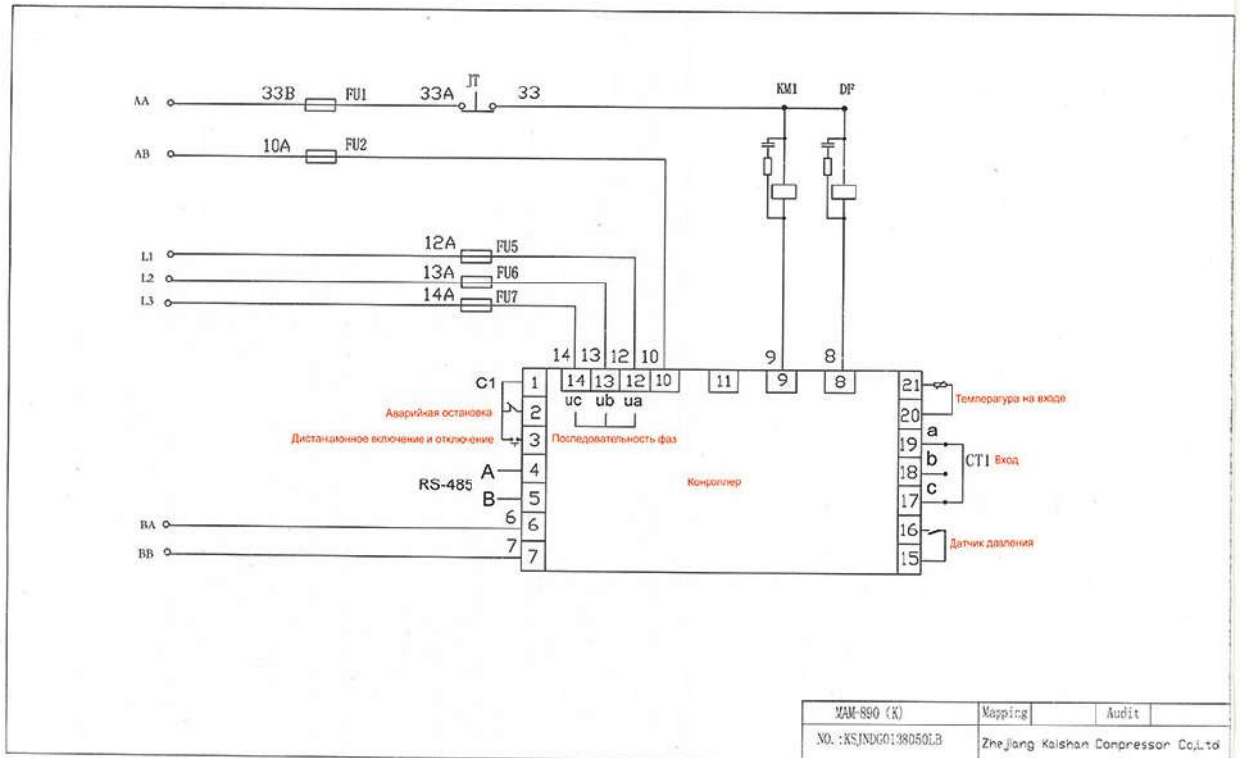 JT
KM1 DF
AA 33B FU1 33A 33
10A FU2
AB
12A FU5
L1
13A FU6
L2
14A FU7
L3
14 13 12 10 9 8
C1 1 14 13 12 10 11 9 8 21
uc ub ua
Аварийная остановка 2 20 Температура на входе
Дистанционное включение и отключение 3 Последовательность фаз 19 a
RS-485 A 4 Конроллер 18 b CT1 Вход
B 5 17 c
BA 6 6 16
Датчик давления
BB 7 7 15
MAM-890 (K) Mapping Audit
NO.:KSJNDG0138050LB Zhejiang Kaishan Conpressor Co,Ltd